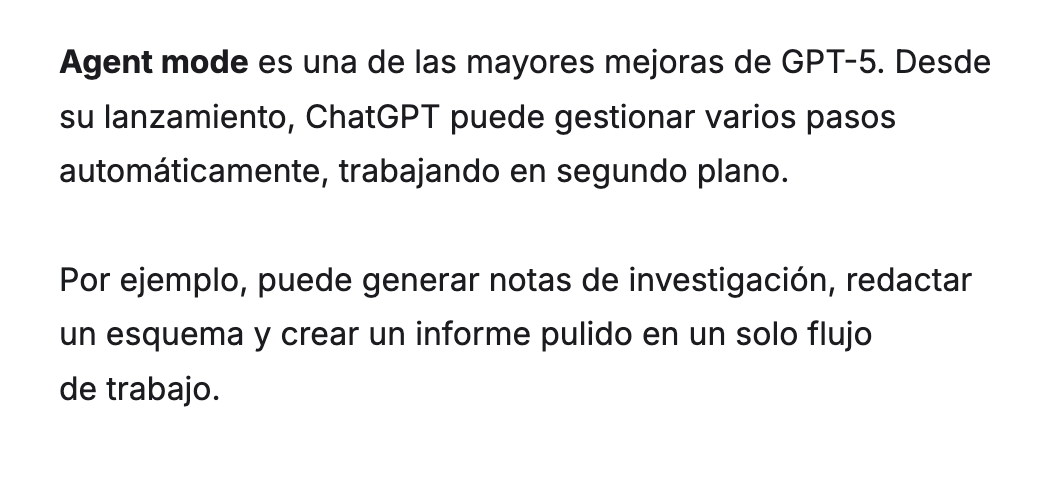 Agent mode es una de las mayores mejoras de GPT-5. Desde
su lanzamiento, ChatGPT puede gestionar varios pasos
automáticamente, trabajando en segundo plano.
Por ejemplo, puede generar notas de investigación, redactar
un esquema y crear un informe pulido en un solo flujo
de trabajo.